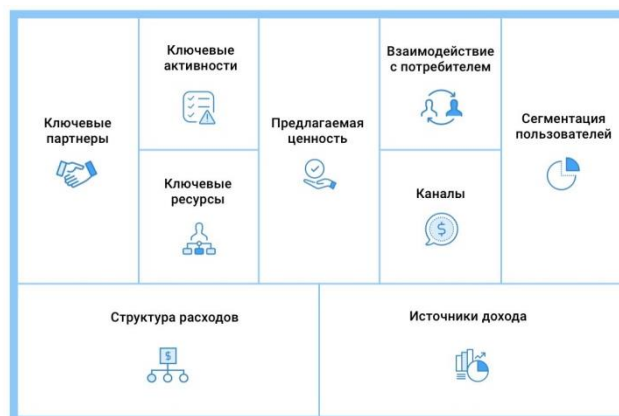 Ключевые
партнеры
Ключевые
активности
Ключевые
ресурсы
Предлагаемая
ценность
Взаимодействие
с потребителем
Каналы
$
Сегментация
пользователей
Структура расходов
$
Источники дохода